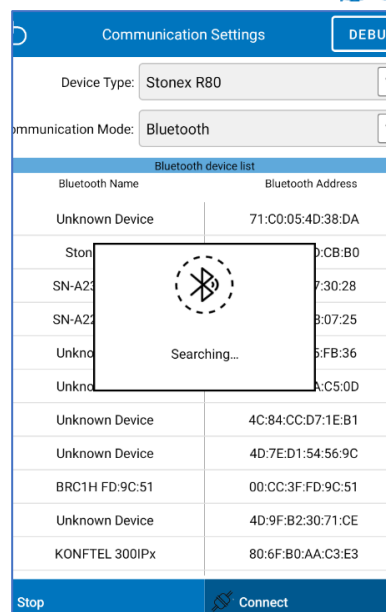 Communication Settings DEBU
Device Type: Stonex R80
ommunication Mode: Bluetooth
Bluetooth device list
Bluetooth Name Bluetooth Address
Unknown Device 71:C0:05:4D:38:DA
Ston D:CB:B0
SN-A23 7:30:28
SN-A22 8:07:25
Unkno 5:FB:36
Unkno A:C5:0D
Searching...
Unknown Device 4C:84:CC:D7:1E:B1
Unknown Device 4D:7E:D1:54:56:9C
BRC1H FD:9C:51 00:CC:3F:FD:9C:51
Unknown Device 4D:9F:B2:30:71:CE
KONFTEL 300IPx 80:6F:B0:AA:C3:E3
Stop Connect